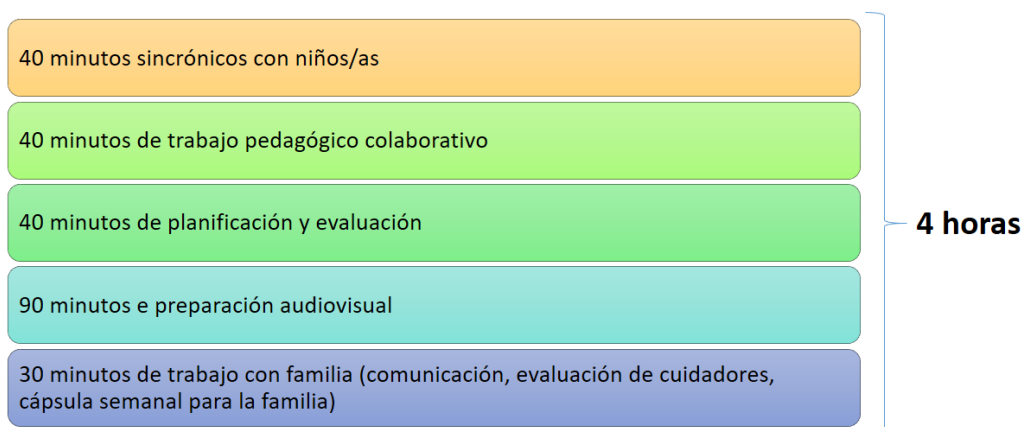 40 minutos sincrónicos con niños/as
40 minutos de trabajo pedagógico colaborativo
40 minutos de planificación y evaluación
90 minutos e preparación audiovisual
30 minutos de trabajo con familia (comunicación, evaluación de cuidadores,
cápsula semanal para la familia)
4 horas